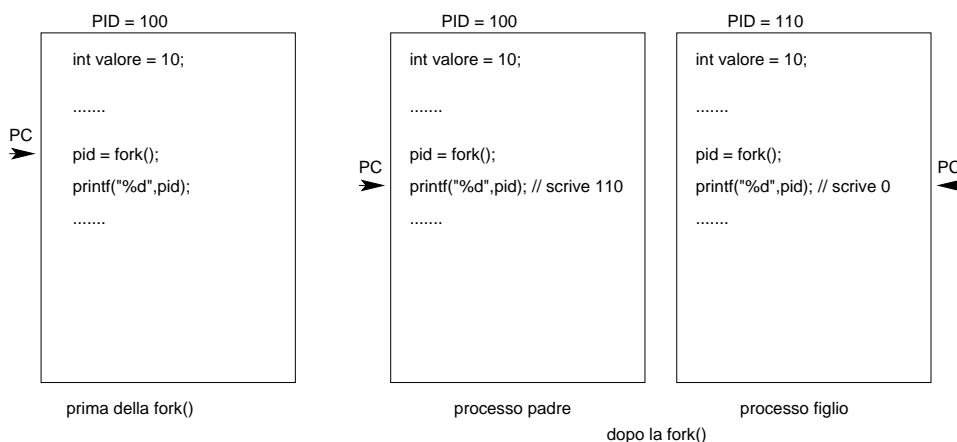 PID = 100
int valore = 10;
.......
PC
pid = fork();
printf("%d",pid);
.......
prima della fork()
PID = 100
int valore = 10;
.......
pid = fork();
PC
printf("%d",pid); // scrive 110
.......
processo padre
PID = 110
int valore = 10;
.......
pid = fork();
printf("%d",pid); // scrive 0
PC
.......
processo figlio
dopo la fork()